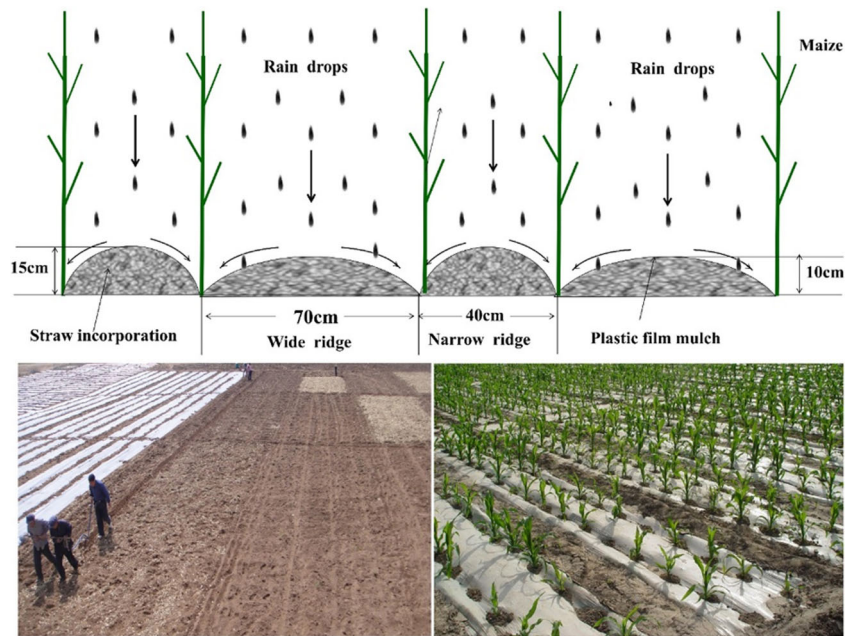 Maize
Rain drops
Rain drops
15cm
10cm
70cm
40cm
Straw incorporation
Wide ridge
Narrow ridge
Plastic film mulch